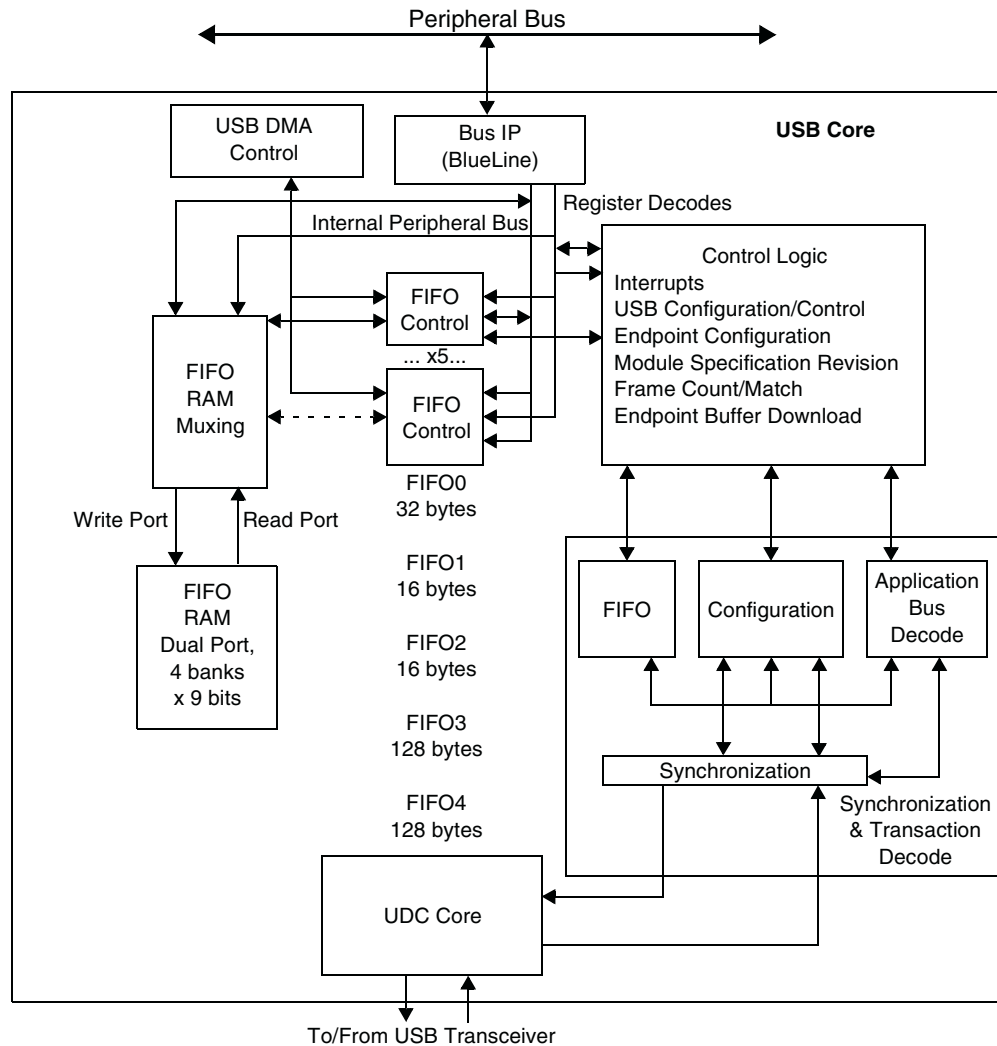 Peripheral Bus
USB DMA
Control
Bus IP
(BlueLine)
USB Core
Register Decodes
Internal Peripheral Bus
Control Logic
Interrupts
USB Configuration/Control
Endpoint Configuration
Module Specification Revision
Frame Count/Match
Endpoint Buffer Download
FIFO
Control
... x5...
FIFO
Control
FIFO
RAM
Muxing
Write Port
Read Port
FIFO
RAM
Dual Port,
4 banks
x 9 bits
FIFO0
32 bytes
FIFO1
16 bytes
FIFO2
16 bytes
FIFO3
128 bytes
FIFO4
128 bytes
FIFO
Configuration
Application
Bus
Decode
Synchronization
Synchronization
& Transaction
Decode
UDC Core
To/From USB Transceiver